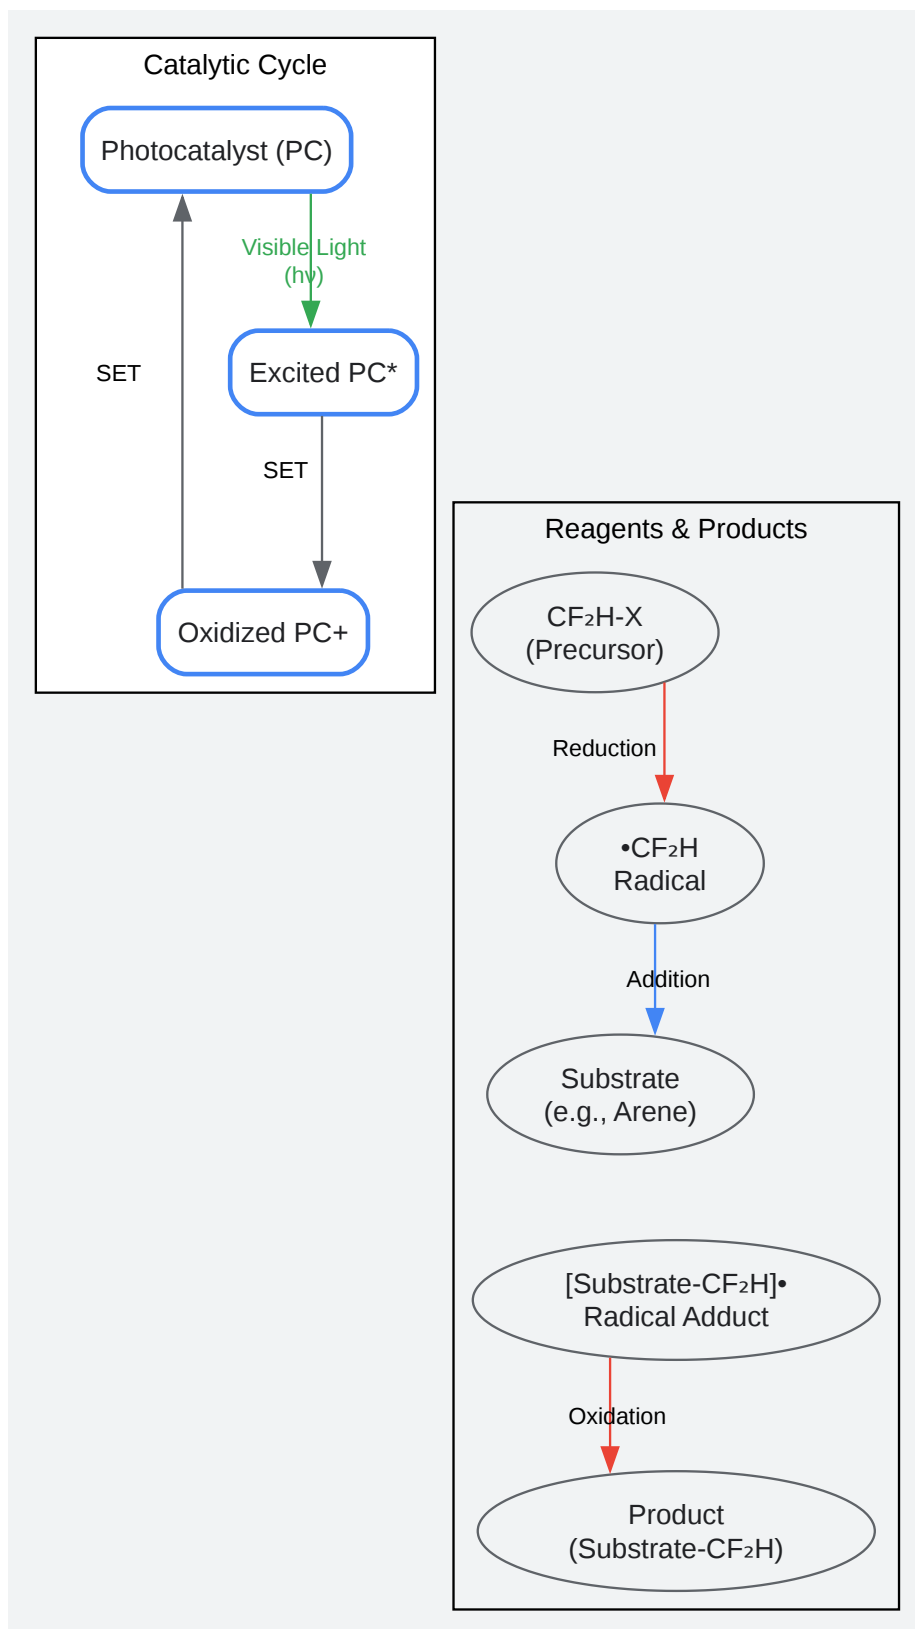 Catalytic Cycle
Photocatalyst (PC)
Visible Light
(hν)
Excited PC*
SET
SET
Oxidized PC+
Reagents & Products
CF₂H-X
(Precursor)
Reduction
•CF₂H
Radical
Addition
Substrate
(e.g., Arene)
[Substrate-CF₂H]•
Radical Adduct
Oxidation
Product
(Substrate-CF₂H)